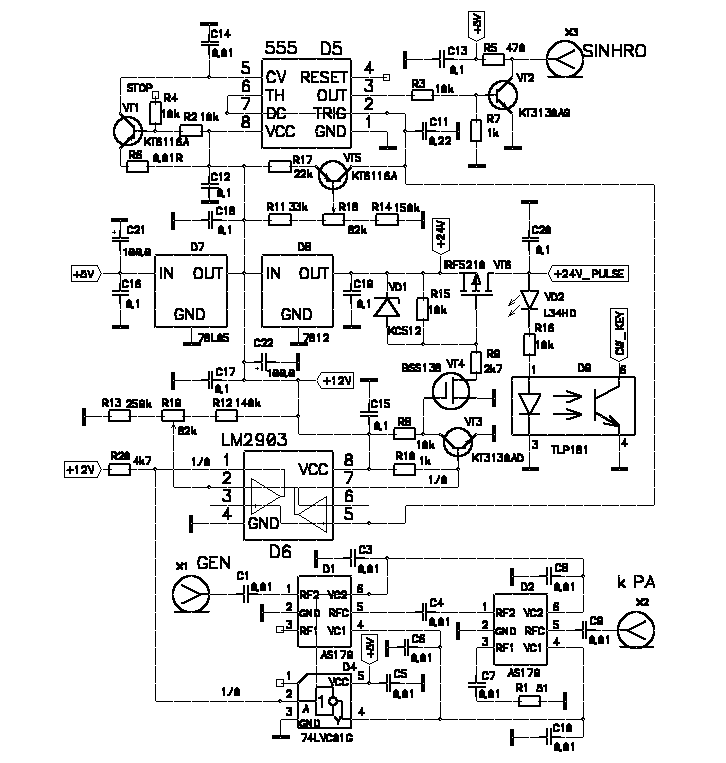 C14
0,01
555 D5
5 CV RESET 4
6 TH OUT 3
7 DC TRIG 2
8 VCC GND 1
STOP
R4
10k
VT1
R2 10k
KT8116A
R6 0,01R
C13
0,1
+5V
R5 470
X3
SINHRO
R3
10k
VT2
KT3130A9
R7
1k
C11
0,22
C12
0,1
R17
22k
VT5
KT8116A
C18
0,1
R11 33k
R18
82k
R14 150k
C21
100,0
+5V
C16
0,1
D7
IN OUT
GND
78L05
D8
IN OUT
GND
7812
C19
0,1
VD1
KC512
R15
10k
+24V
IRF5210 VT6
C20
0,1
+24V_PULSE
VD2
L34HD
R16
10k
CW_KEY
C22
100,0
C17
0,1
+12V
R9
2k7
BSS138 VT4
D9
1 6
3 4
TLP181
R13 250k
R19
82k
R12 140k
C15
0,1
R8
10k
VT3
KT3130AD
LM2903
+12V
R20
4k7
1/0
1 VCC 8
2 7
3 6
4 GND 5
R10 1k
1/0
D6
X1 GEN
C1
0,01
D1
1 RF2 VC2 6
2 GND RFC 5
3 RF1 VC1 4
AS179
C3
0,01
C4
0,01
C6
0,01
D2
1 RF2 VC2 6
2 GND RFC 5
3 RF1 VC1 4
AS179
C8
0,01
C9
0,01
k PA
X2
C7
0,01
R1 51
C10
0,01
+5V
C5
0,01
D4
1 VCC 5
2 A 1
3 GND Y 4
74LVC01G
1/0